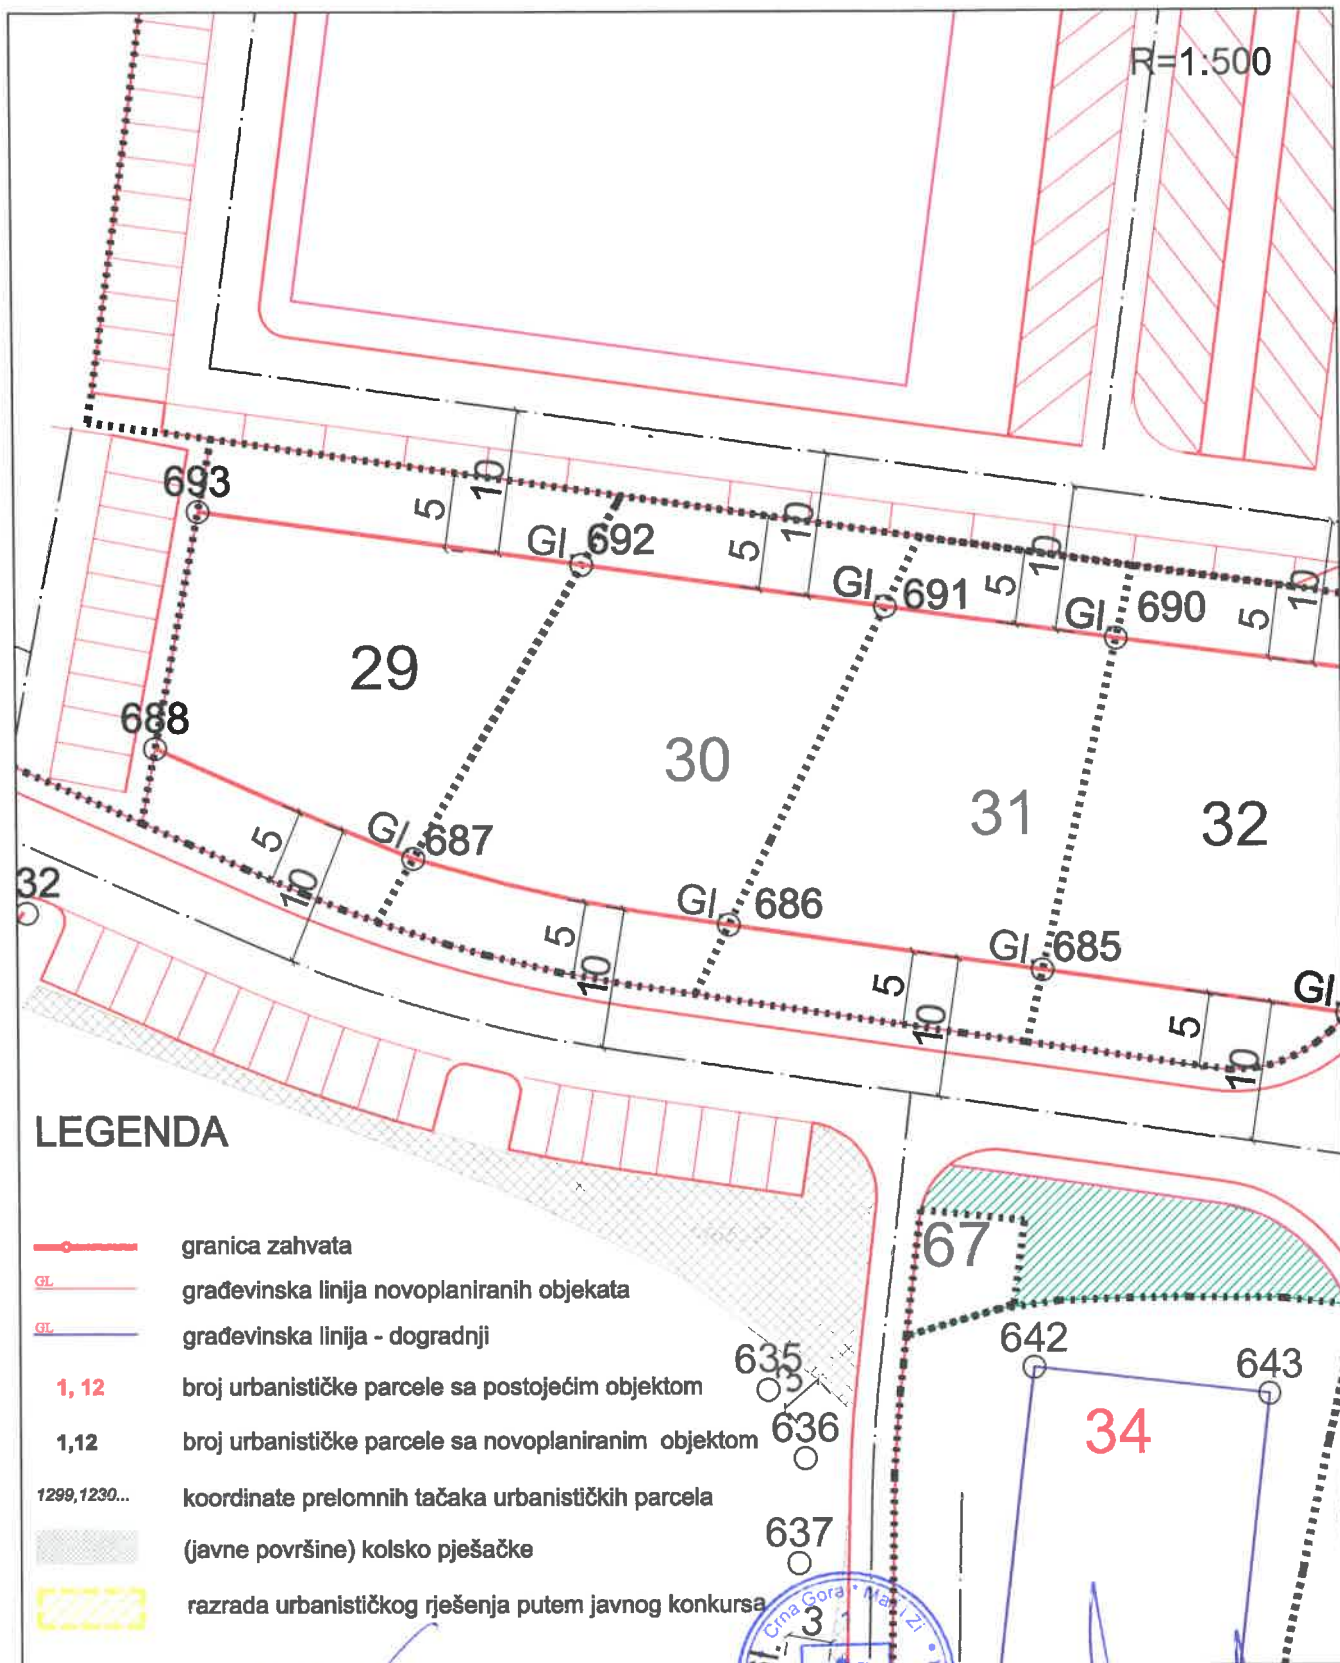 R=1:500
693
5
10
Gl. 692
5
10
Gl. 691
5
10
Gl. 690
5
10
29
30
31
32
688
5
10
Gl. 687
5
10
Gl. 686
5
10
Gl. 685
5
10
Gl.
32
LEGENDA
granica zahvata
GL
građevinska linija novoplaniranih objekata
GL
građevinska linija - dogradnji
1, 12 broj urbanističke parcele sa postojećim objektom
1,12 broj urbanističke parcele sa novoplaniranim objektom
1299,1230... koordinate prelomnih tačaka urbanističkih parcela
(javne površine) kolsko pješačke
razrada urbanističkog rješenja putem javnog konkursa
67
642
643
34
635
3
636
637
3
Crna Gora